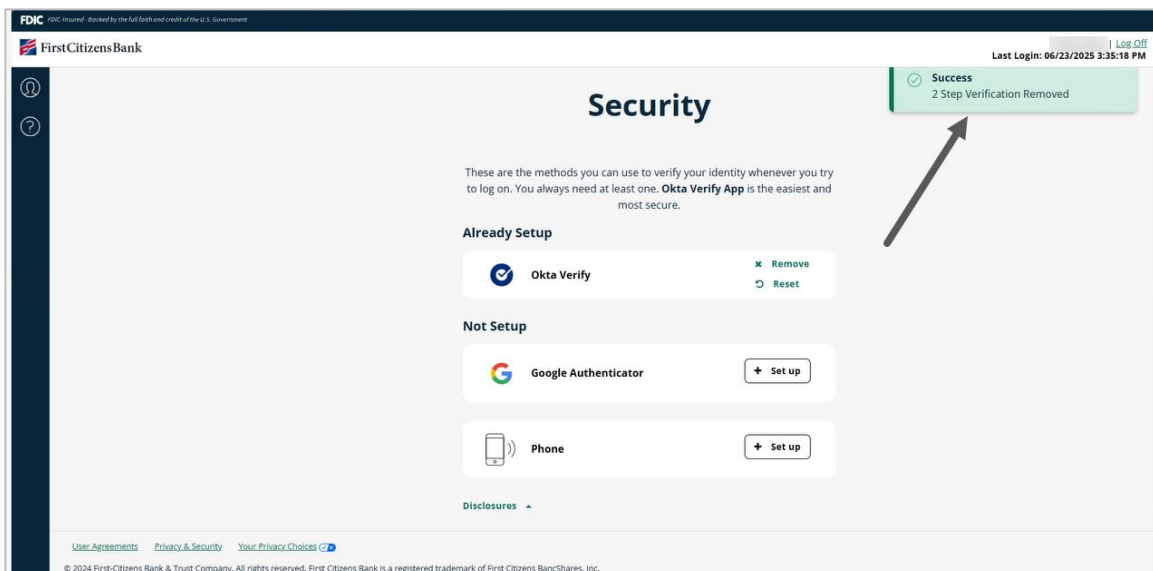 FDIC FDIC-Insured - Backed by the full faith and credit of the U.S. Government
First Citizens Bank
| Log Off
Last Login: 06/23/2025 3:35:18 PM
Success
2 Step Verification Removed
Security
These are the methods you can use to verify your identity whenever you try
to log on. You always need at least one. Okta Verify App is the easiest and
most secure.
Already Setup
Okta Verify
Remove
Reset
Not Setup
Google Authenticator
+ Set up
Phone
+ Set up
Disclosures
User Agreements Privacy & Security Your Privacy Choices
© 2024 First-Citizens Bank & Trust Company. All rights reserved. First Citizens Bank is a registered trademark of First Citizens BancShares, Inc.